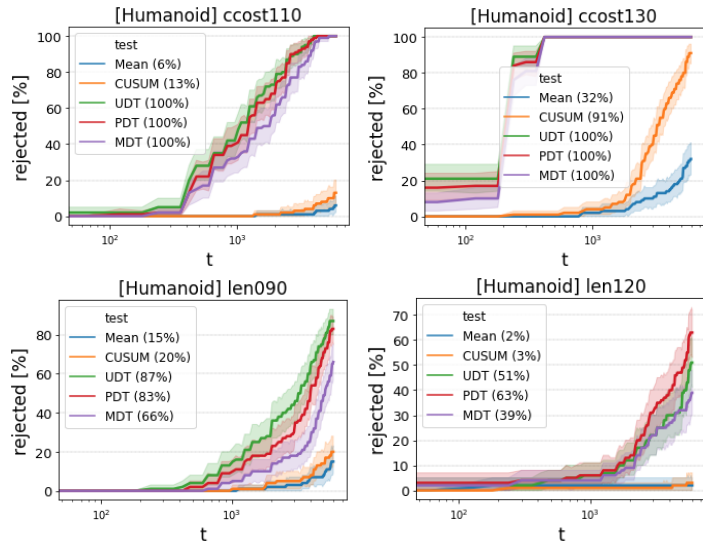 [Humanoid] ccost110
rejected [%]
100
80
60
40
20
0
test
Mean (6%)
CUSUM (13%)
UDT (100%)
PDT (100%)
MDT (100%)
10²
10³
t
[Humanoid] ccost130
rejected [%]
100
80
60
40
20
0
test
Mean (32%)
CUSUM (91%)
UDT (100%)
PDT (100%)
MDT (100%)
10²
10³
t
[Humanoid] len090
rejected [%]
80
60
40
20
0
test
Mean (15%)
CUSUM (20%)
UDT (87%)
PDT (83%)
MDT (66%)
10²
10³
t
[Humanoid] len120
rejected [%]
70
60
50
40
30
20
10
0
test
Mean (2%)
CUSUM (3%)
UDT (51%)
PDT (63%)
MDT (39%)
10²
10³
t